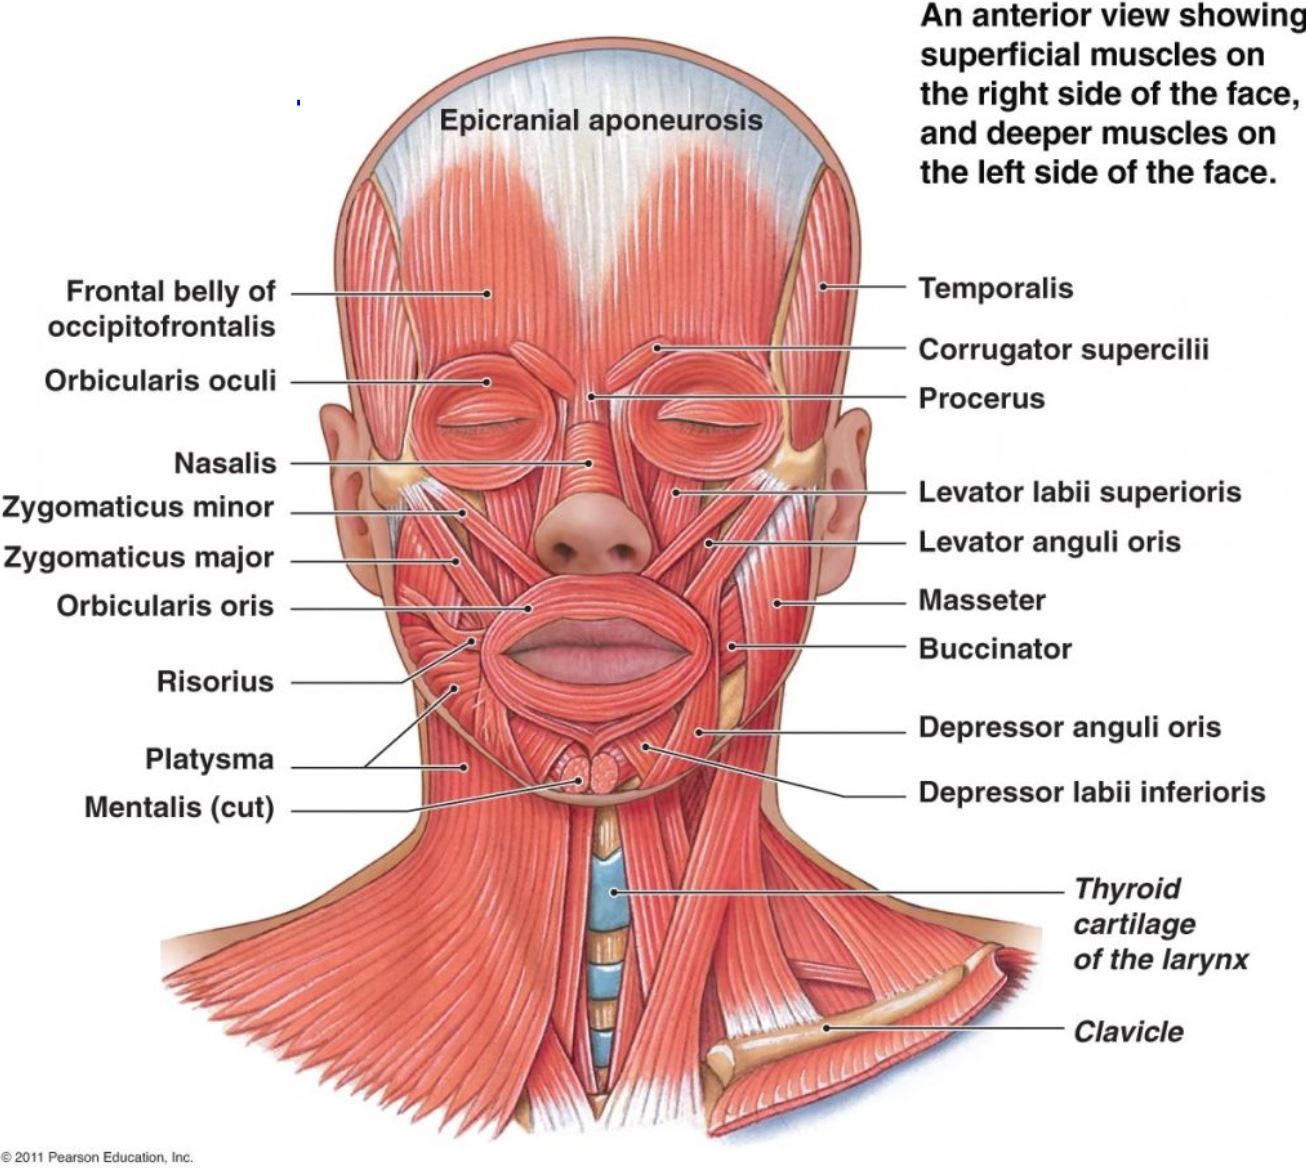 An anterior view showing
superficial muscles on
the right side of the face,
and deeper muscles on
the left side of the face.
Epicranial aponeurosis
Frontal belly of
occipitofrontalis
Orbicularis oculi
Nasalis
Zygomaticus minor
Zygomaticus major
Orbicularis oris
Risorius
Platysma
Mentalis (cut)
Temporalis
Corrugator supercilii
Procerus
Levator labii superioris
Levator anguli oris
Masseter
Buccinator
Depressor anguli oris
Depressor labii inferioris
Thyroid
cartilage
of the larynx
Clavicle
© 2011 Pearson Education, Inc.